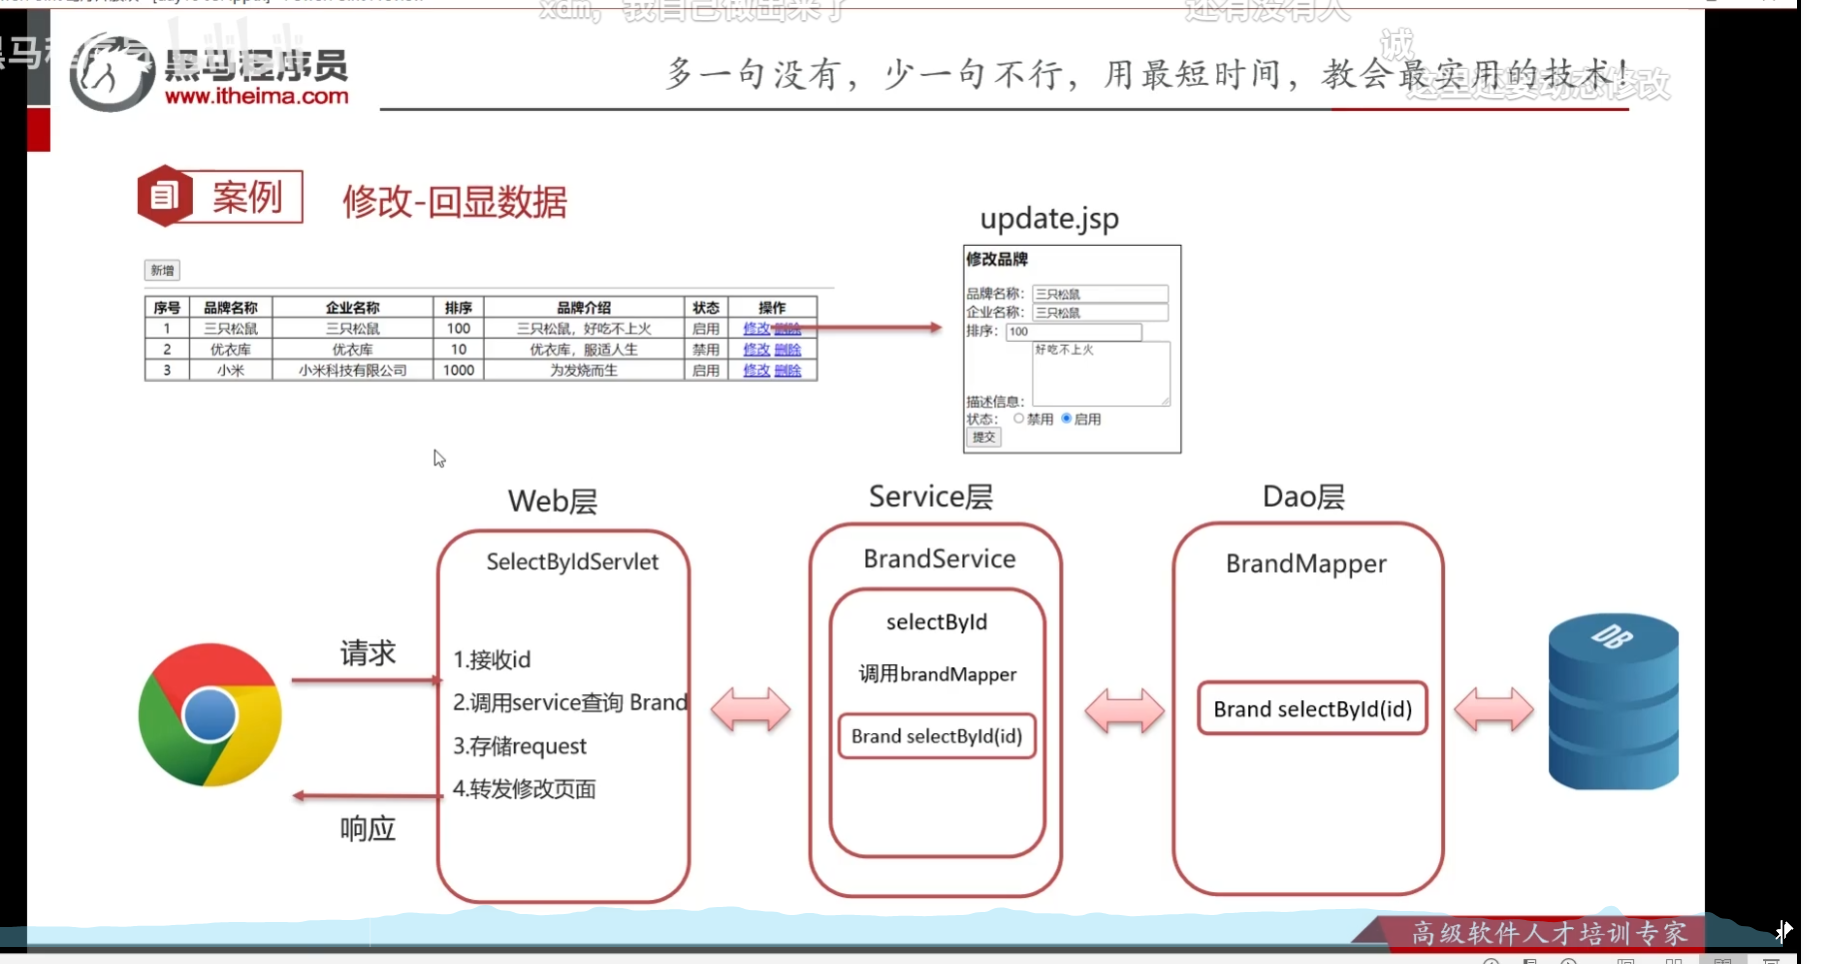 xdm，我自己做出来了
还有没有人
诚
这里还要动态修改
黑马程序员
www.itheima.com
多一句没有，少一句不行，用最短时间，教会最实用的技术！
案例
修改-回显数据
新增
序号 品牌名称 企业名称 排序 品牌介绍 状态 操作
1 三只松鼠 三只松鼠 100 三只松鼠，好吃不上火 启用 修改 删除
2 优衣库 优衣库 10 优衣库，服适人生 禁用 修改 删除
3 小米 小米科技有限公司 1000 为发烧而生 启用 修改 删除
update.jsp
修改品牌
品牌名称： 三只松鼠
企业名称： 三只松鼠
排序： 100
好吃不上火
描述信息：
状态： 禁用 启用
提交
Web层
SelectByIdServlet
1.接收id
2.调用service查询 Brand
3.存储request
4.转发修改页面
请求
响应
Service层
BrandService
selectById
调用brandMapper
Brand selectById(id)
Dao层
BrandMapper
Brand selectById(id)
DB
高级软件人才培训专家